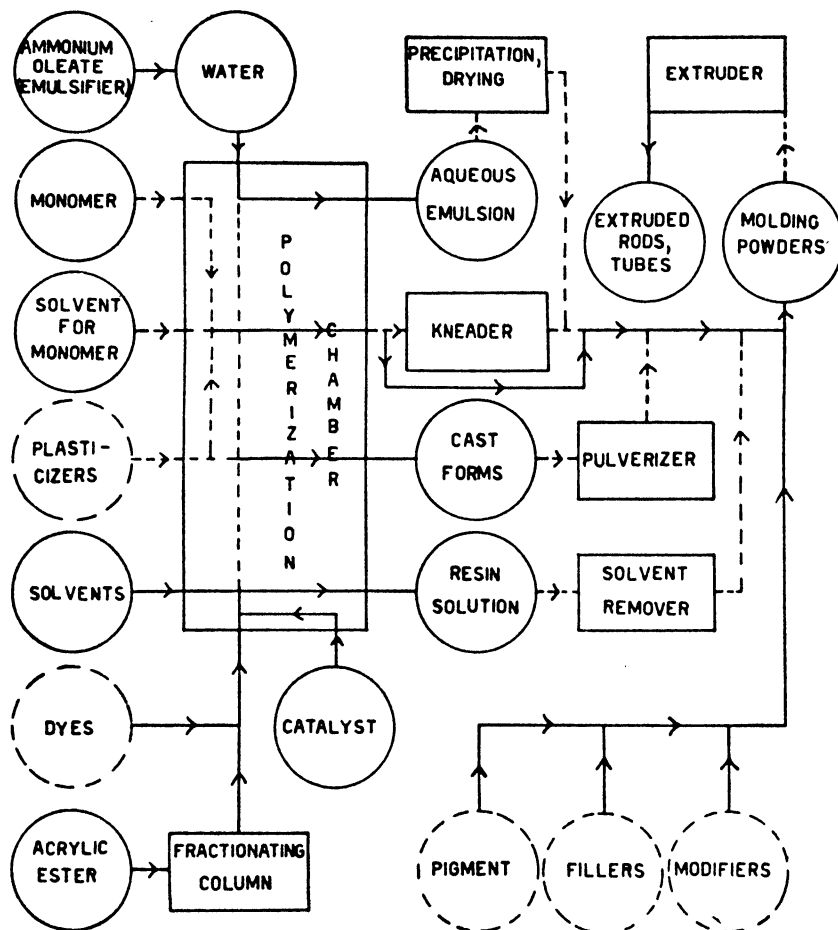 AMMONIUM
OLEATE
(EMULSIFIER)
WATER
PRECIPITATION,
DRYING
EXTRUDER
MONOMER
AQUEOUS
EMULSION
EXTRUDED
RODS,
TUBES
MOLDING
POWDERS
SOLVENT
FOR
MONOMER
POLYMERIZATION
CHAMBER
KNEADER
PLASTI-
CIZERS
CAST
FORMS
PULVERIZER
SOLVENTS
RESIN
SOLUTION
SOLVENT
REMOVER
DYES
CATALYST
ACRYLIC
ESTER
FRACTIONATING
COLUMN
PIGMENT
FILLERS
MODIFIERS